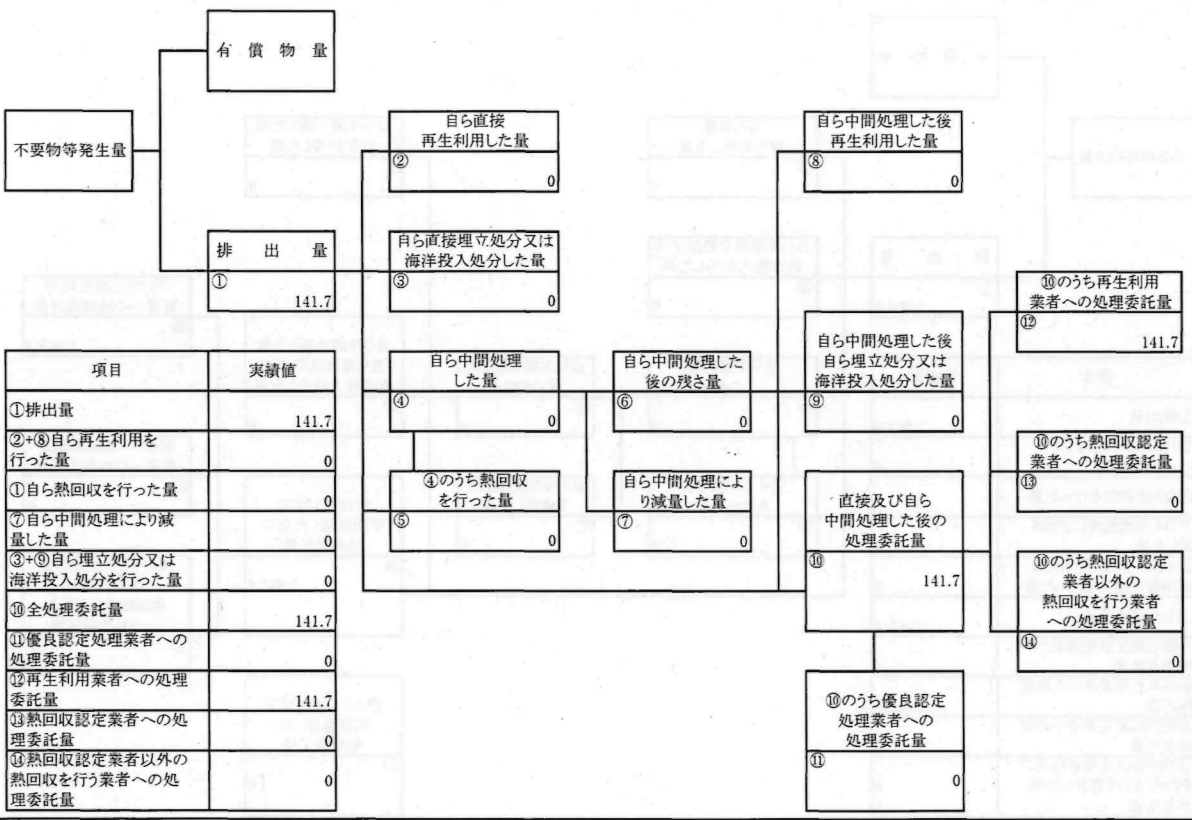 有償物量
不要物等発生量
排出量
①
141.7
自ら直接
再生利用した量
②
0
自ら直接埋立処分又は
海洋投入処分した量
③
0
自ら中間処理
した量
④
0
④のうち熱回収
を行った量
⑤
0
自ら中間処理した
後の残さ量
⑥
0
自ら中間処理によ
り減量した量
⑦
0
自ら中間処理した後
再生利用した量
⑧
0
自ら中間処理した後
自ら埋立処分又は
海洋投入処分した量
⑨
0
直接及び自ら
中間処理した後の
処理委託量
⑩
141.7
⑩のうち優良認定
処理業者への
処理委託量
⑪
0
⑩のうち再生利用
業者への処理委託量
⑫
141.7
⑩のうち熱回収認定
業者への処理委託量
⑬
0
⑩のうち熱回収認定
業者以外の
熱回収を行う業者
への処理委託量
⑭
0
項目 実績値
①排出量 141.7
②+⑧自ら再生利用を
行った量 0
①自ら熱回収を行った量 0
⑦自ら中間処理により減
量した量 0
③+⑨自ら埋立処分又は
海洋投入処分を行った量 0
⑩全処理委託量 141.7
⑪優良認定処理業者への
処理委託量 0
⑫再生利用業者への処理
委託量 141.7
⑬熱回収認定業者への処
理委託量 0
⑭熱回収認定業者以外の
熱回収を行う業者への処
理委託量 0